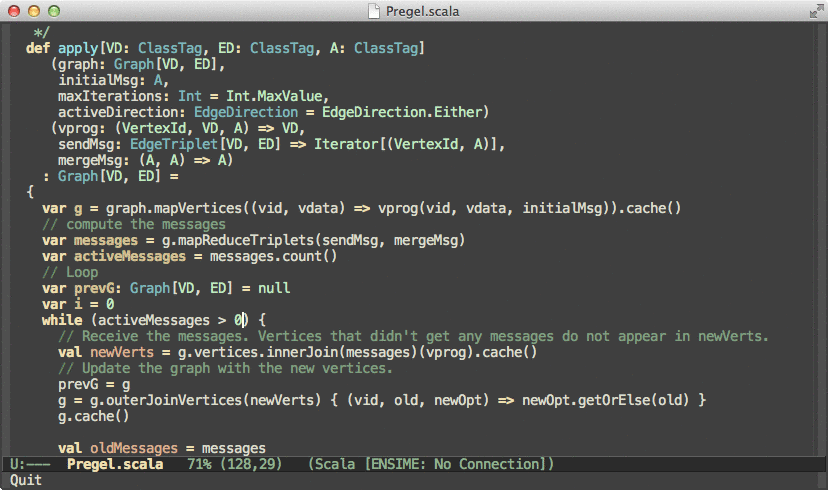 Pregel.scala
*/
def apply[VD: ClassTag, ED: ClassTag, A: ClassTag]
(graph: Graph[VD, ED],
initialMsg: A,
maxIterations: Int = Int.MaxValue,
activeDirection: EdgeDirection = EdgeDirection.Either)
(vprog: (VertexId, VD, A) => VD,
sendMsg: EdgeTriplet[VD, ED] => Iterator[(VertexId, A)],
mergeMsg: (A, A) => A)
: Graph[VD, ED] =
{
var g = graph.mapVertices((vid, vdata) => vprog(vid, vdata, initialMsg)).cache()
// compute the messages
var messages = g.mapReduceTriplets(sendMsg, mergeMsg)
var activeMessages = messages.count()
// Loop
var prevG: Graph[VD, ED] = null
var i = 0
while (activeMessages > 0) {
// Receive the messages. Vertices that didn't get any messages do not appear in newVerts.
val newVerts = g.vertices.innerJoin(messages)(vprog).cache()
// Update the graph with the new vertices.
prevG = g
g = g.outerJoinVertices(newVerts) { (vid, old, newOpt) => newOpt.getOrElse(old) }
g.cache()
val oldMessages = messages
U:--- Pregel.scala 71% (128,29) (Scala [ENSIME: No Connection])
Quit